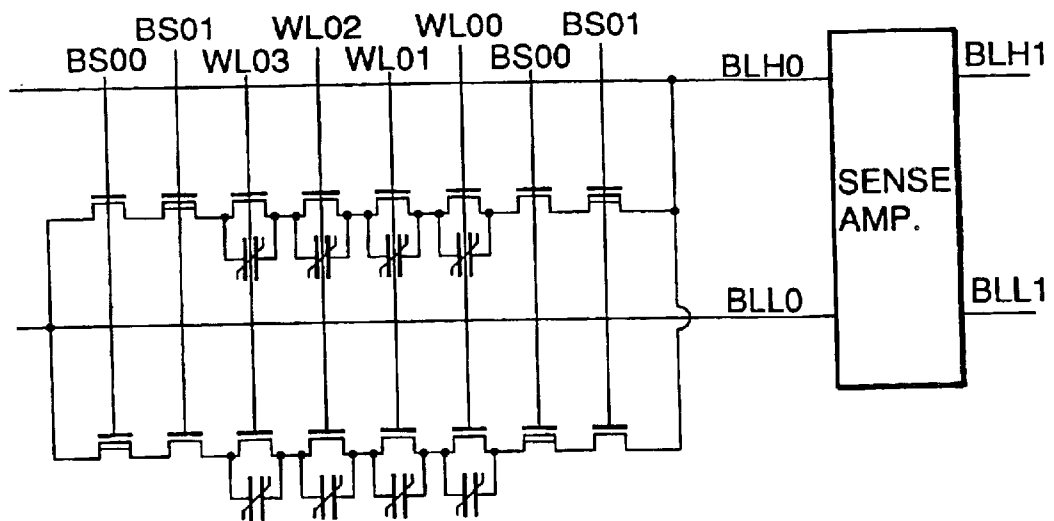 BS00
BS01
WL03
WL02
WL01
WL00
BS00
BS01
BLH0
BLH1
SENSE
AMP.
BLL0
BLL1